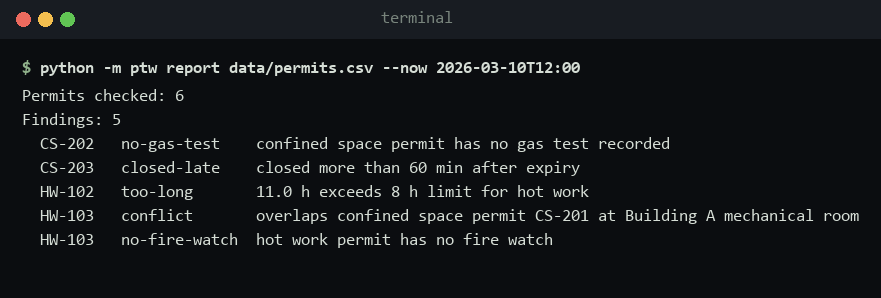 terminal
$ python -m ptw report data/permits.csv --now 2026-03-10T12:00
Permits checked: 6
Findings: 5
  CS-202   no-gas-test    confined space permit has no gas test recorded
  CS-203   closed-late    closed more than 60 min after expiry
  HW-102   too-long       11.0 h exceeds 8 h limit for hot work
  HW-103   conflict       overlaps confined space permit CS-201 at Building A mechanical room
  HW-103   no-fire-watch  hot work permit has no fire watch